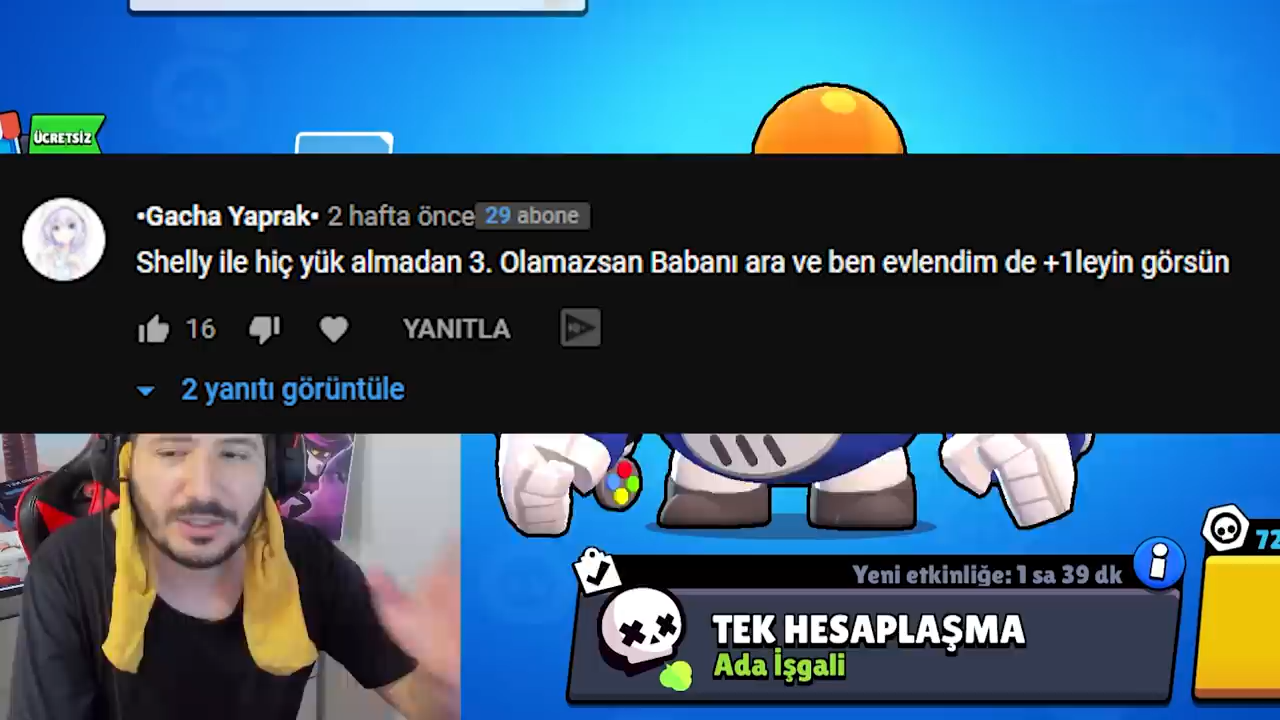 ÜCRETSİZ
•Gacha Yaprak• 2 hafta önce 29 abone
Shelly ile hiç yük almadan 3. Olamazsan Babanı ara ve ben evlendim de +1leyin görsün
16 YANITLA
2 yanıtı görüntüle
Yeni etkinliğe: 1 sa 39 dk
TEK HESAPLAŞMA
Ada İşgali
72